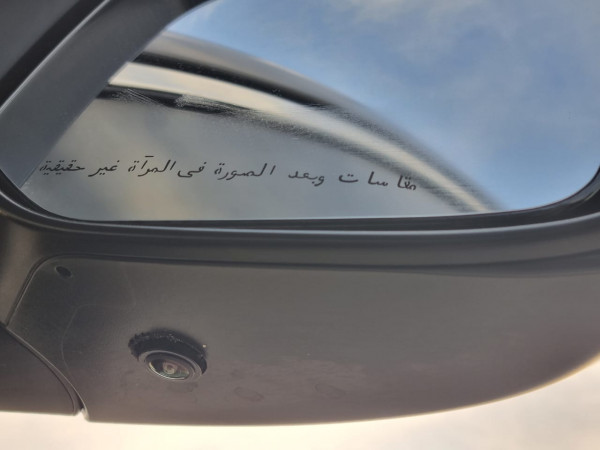 مقاسات وبعد الصورة فى المرآة غير حقيقية